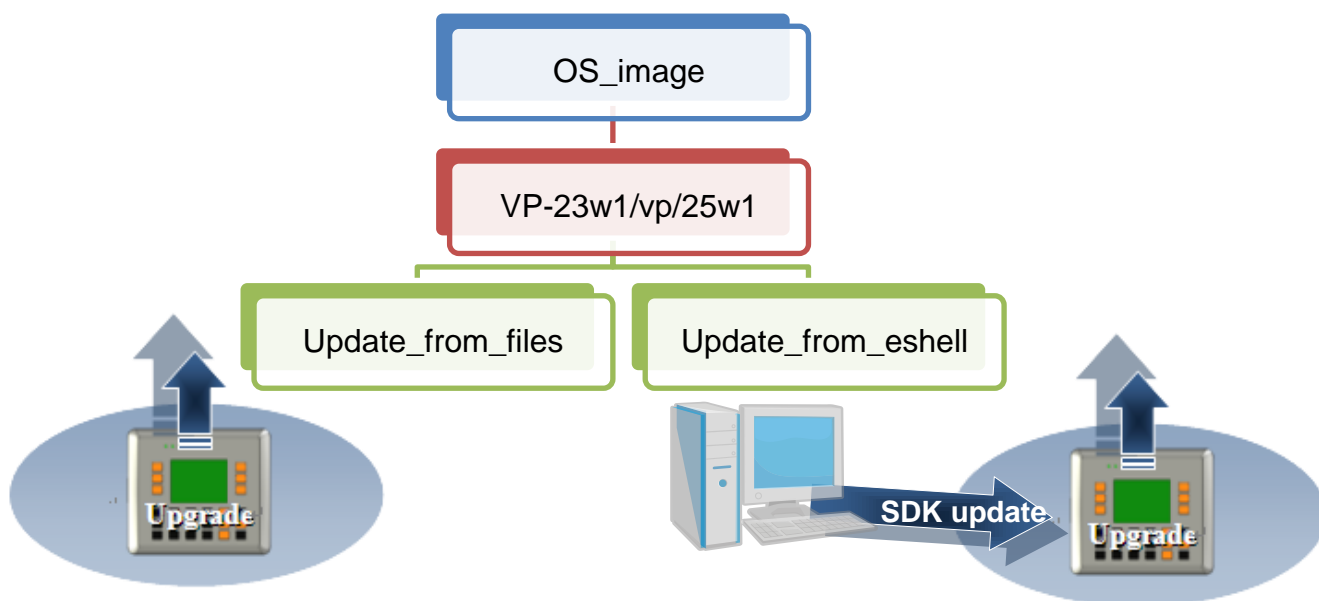 OS_image
VP-23w1/vp/25w1
Update_from_files
Update_from_eshell
Upgrade
SDK update
Upgrade